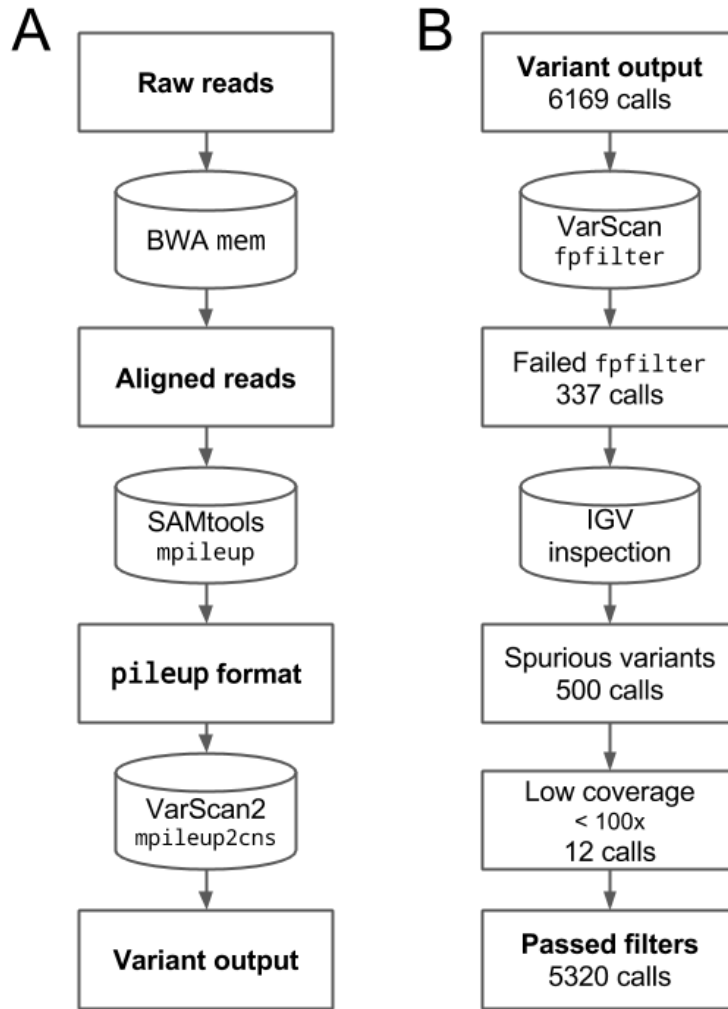 A
Raw reads
BWA mem
Aligned reads
SAMtools
mpileup
pileup format
VarScan2
mpileup2cns
Variant output
B
Variant output
6169 calls
VarScan
fpfilter
Failed fpfilter
337 calls
IGV
inspection
Spurious variants
500 calls
Low coverage
< 100x
12 calls
Passed filters
5320 calls